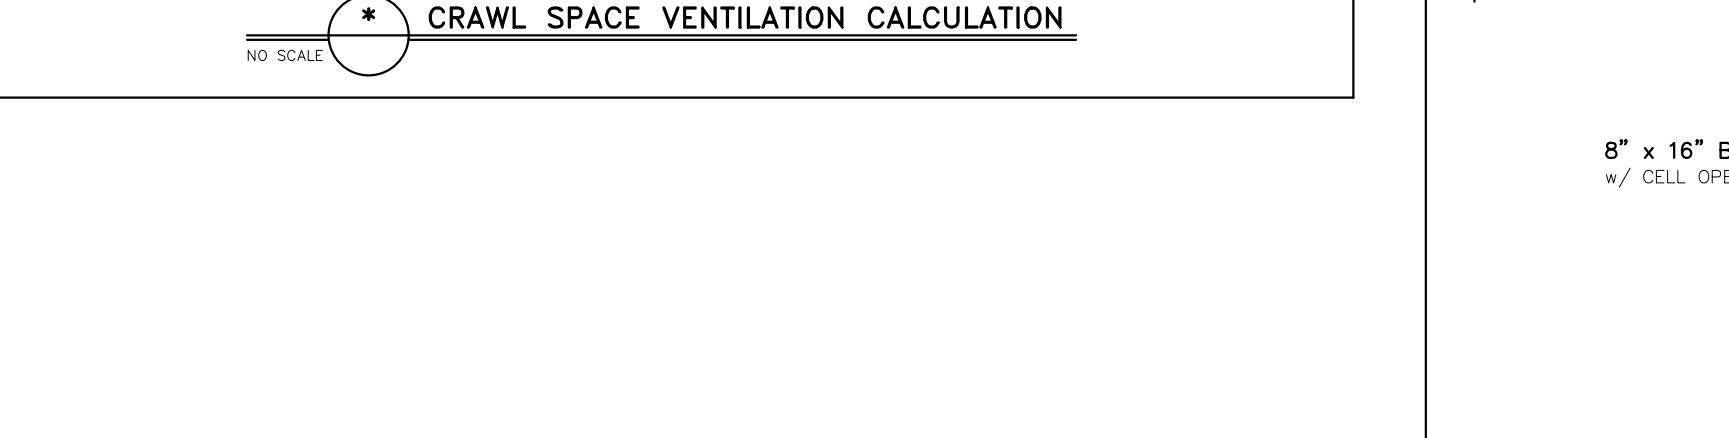 * CRAWL SPACE VENTILATION CALCULATION
NO SCALE
8” x 16”
w/ CELL